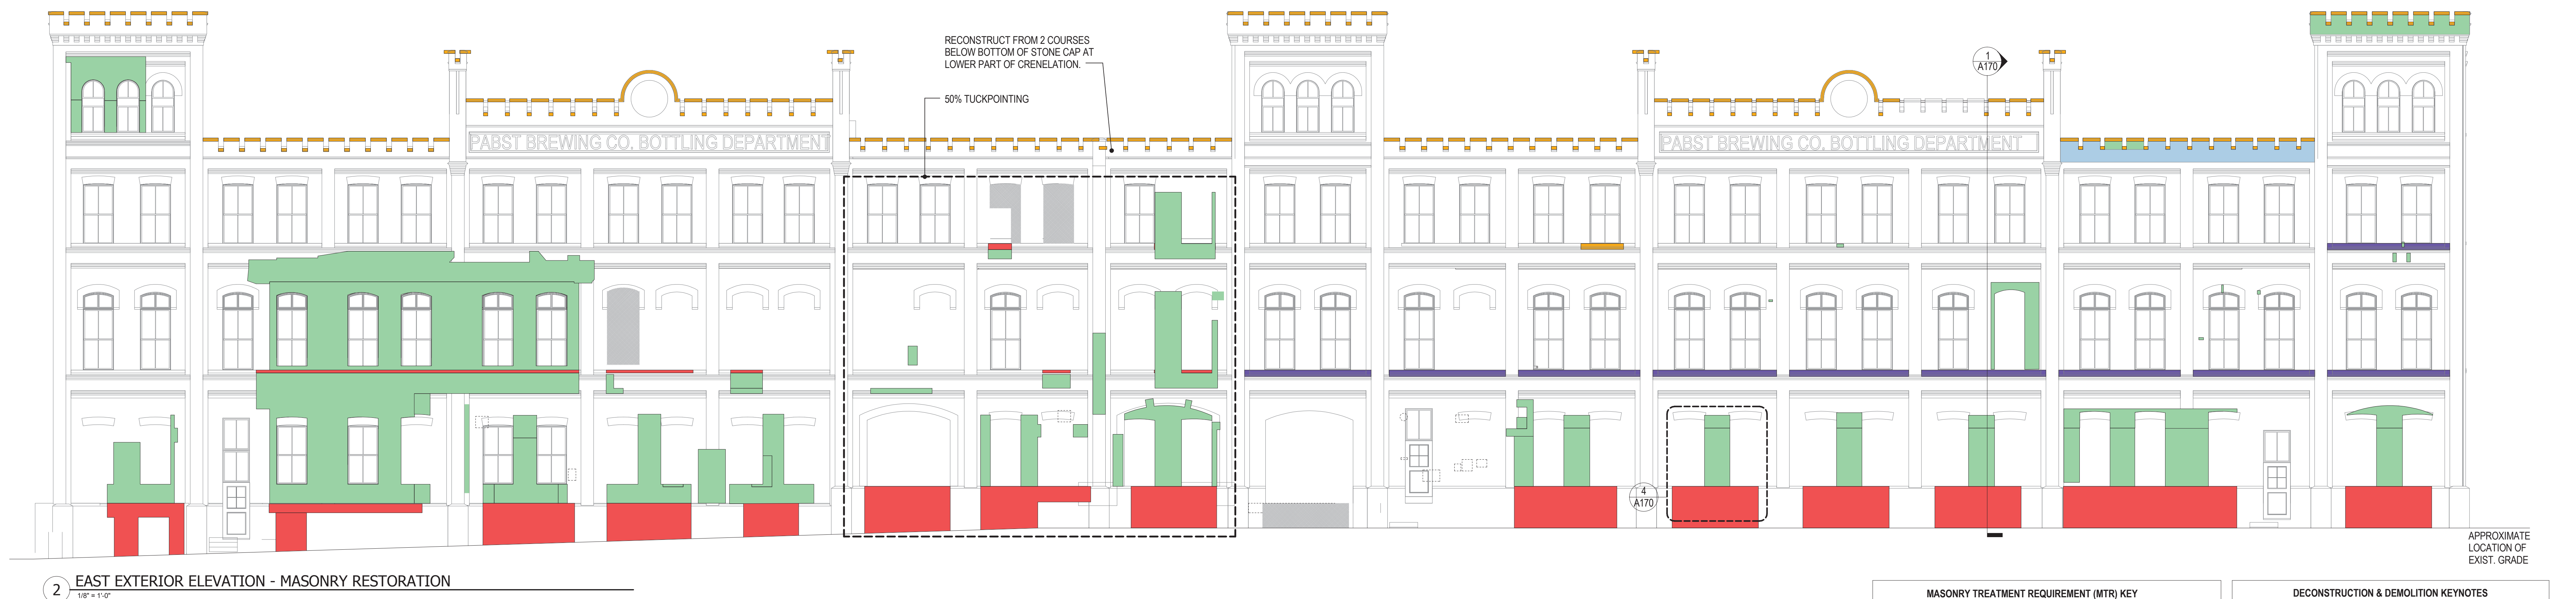 RECONSTRUCT FROM 2 COURSES
BELOW BOTTOM OF STONE CAP AT
LOWER PART OF CRENELATION.
50% TUCKPOINTING
1
A170
PABST BREWING CO. BOTTLING DEPARTMENT
PABST BREWING CO. BOTTLING DEPARTMENT
4
A170
APPROXIMATE
LOCATION OF
EXIST. GRADE
2
EAST EXTERIOR ELEVATION - MASONRY RESTORATION
1/8" = 1'-0"
MASONRY TREATMENT REQUIREMENT (MTR) KEY
DECONSTRUCTION & DEMOLITION KEYNOTES